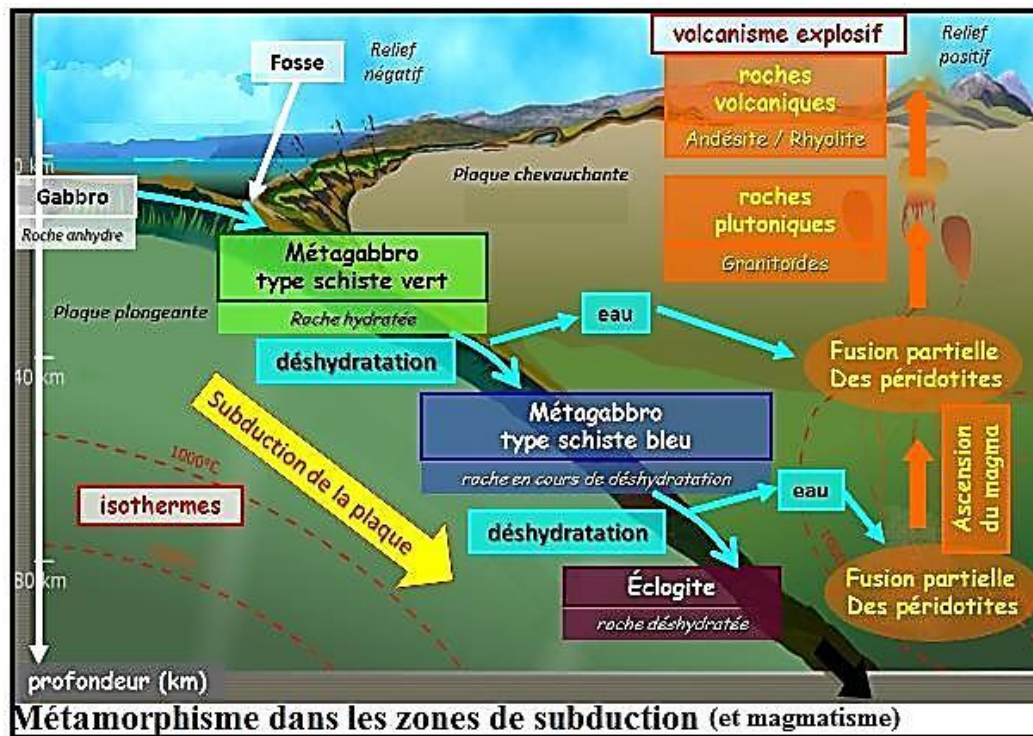 volcanisme explosif
Relief
positif
Relief
négatif
Fosse
roches
volcaniques
Andésite / Rhyolite
0 km
Plaque chevauchante
Gabbro
Roche anhydre
roches
plutoniques
Granitoïdes
Métagabbro
type schiste vert
Roche hydratée
Plaque plongeante
eau
déshydratation
Fusion partielle
Des péridotites
40 km
Subduction de la plaque
Métagabbro
type schiste bleu
roche en cours de déshydratation
1000°C
isothermes
eau
Ascension
du magma
déshydratation
80 km
Éclogite
roche déshydratée
Fusion partielle
Des péridotites
profondeur (km)
Métamorphisme dans les zones de subduction (et magmatisme)